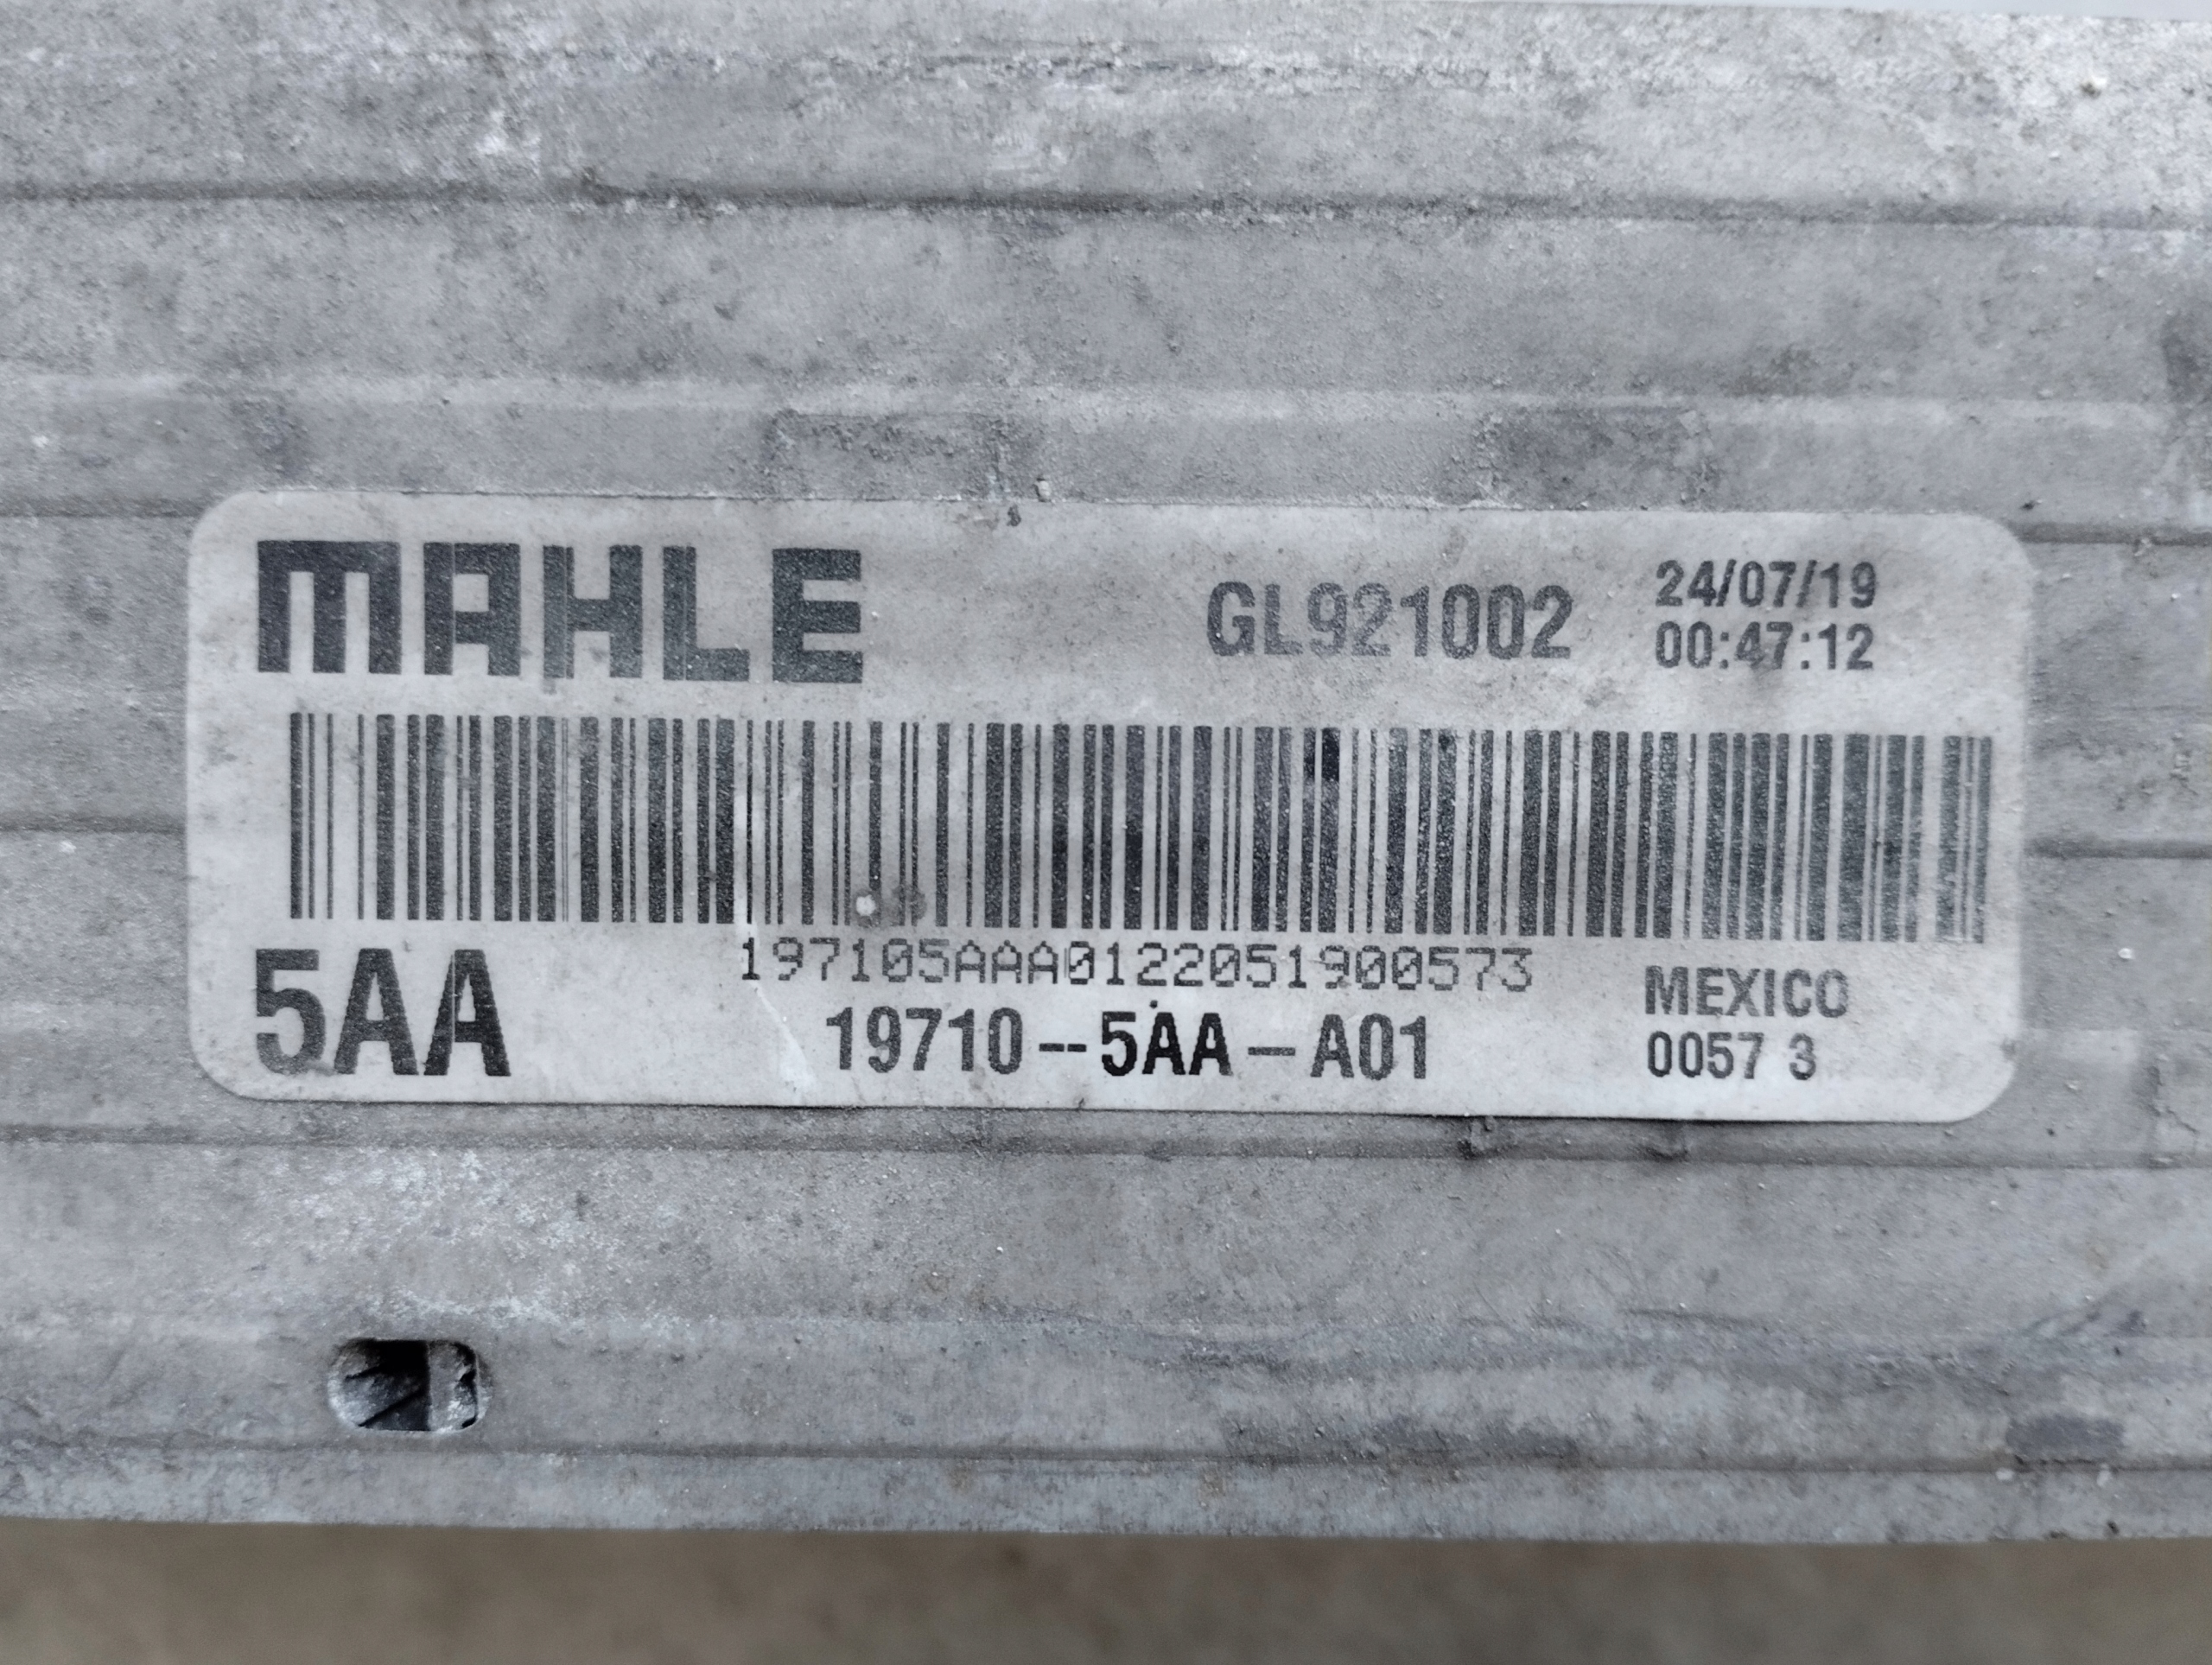 MAHLE
GL921002
24/07/19
00:47:12
197105AAA0122051900573
5AA
19710--5AA-A01
MEXICO
0057 3